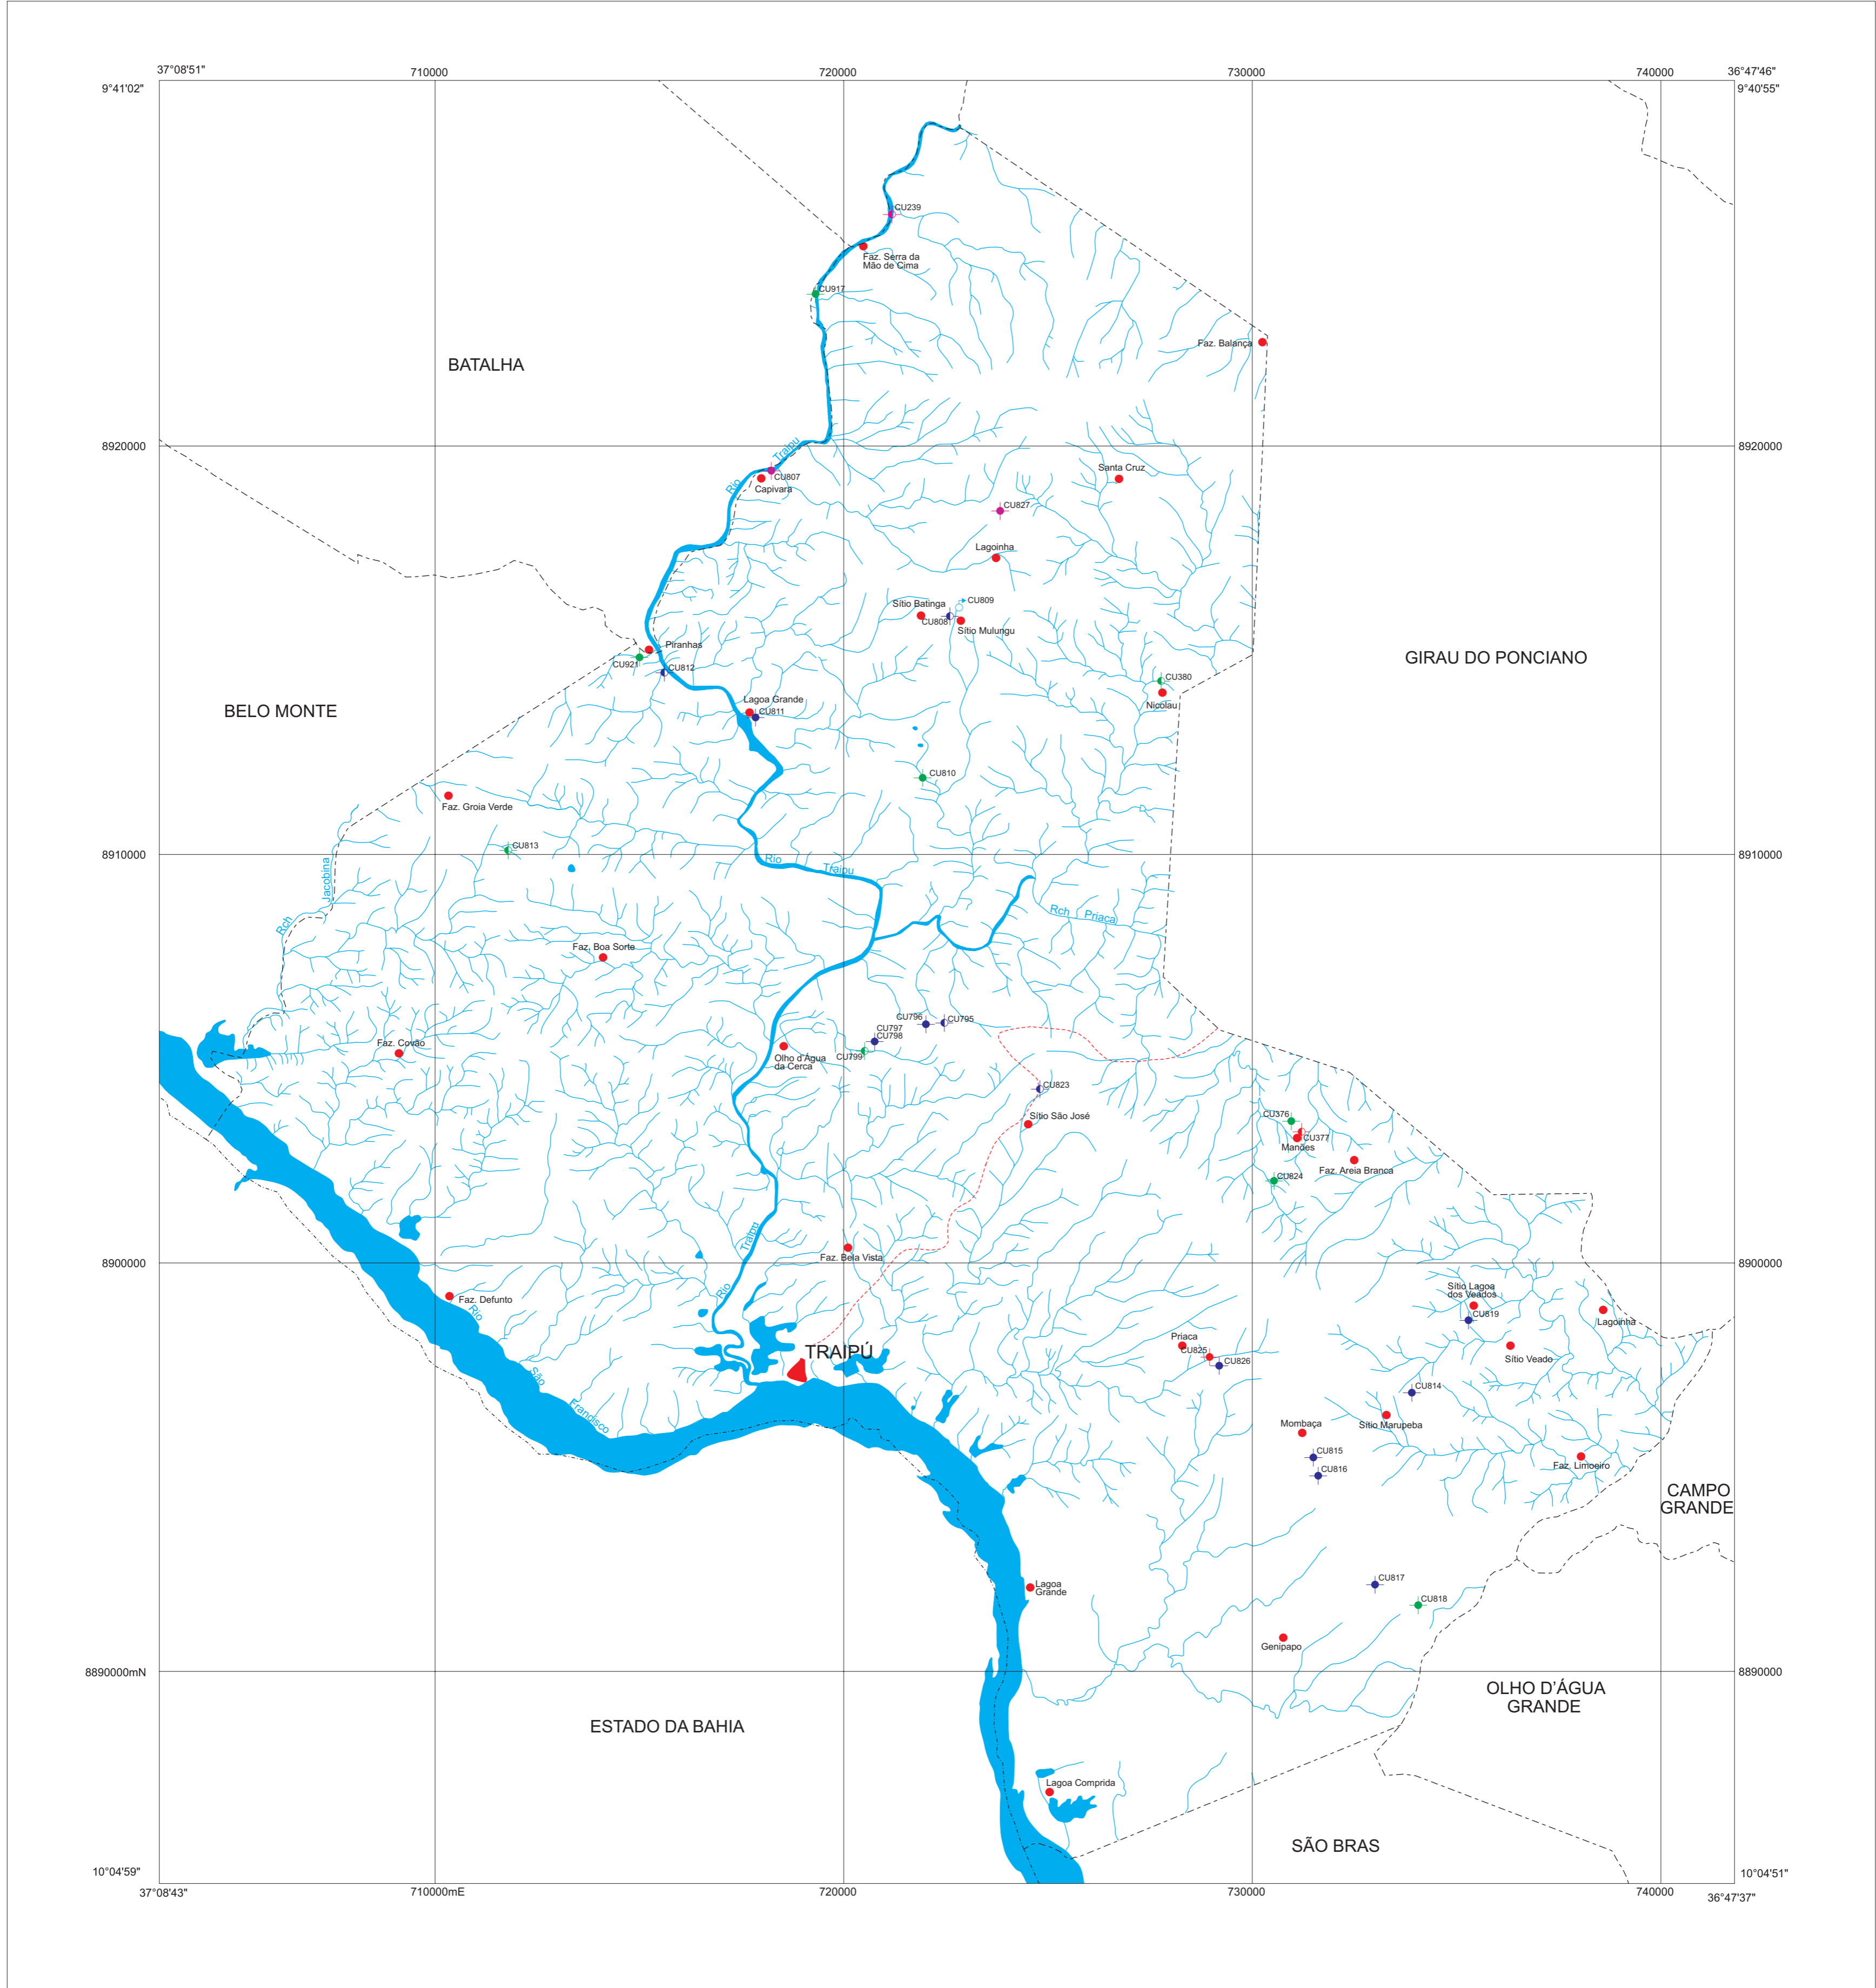 37°08'51"
710000
720000
730000
740000
36°47'46"
9°41'02"
9°40'55"
CU239
Faz. Serra da
Mão de Cima
CU917
Faz. Balança
BATALHA
8920000
Rio Traipu
8920000
CU807
Capivara
Santa Cruz
CU827
Lagoinha
Sítio Batinga
CU809
CU808
Sítio Mulungu
Piranhas
CU921
CU812
GIRAU DO PONCIANO
CU380
Nicolau
BELO MONTE
Lagoa Grande
CU811
CU810
Faz. Groia Verde
CU813
8910000
8910000
Rio Traipu
Rch Jacobina
Rch Priaca
Faz. Boa Sorte
CU796
CU795
CU797
CU798
CU799
Faz. Covão
Olho d'Água
da Cerca
CU823
Sítio São José
CU376
CU377
Manões
Faz. Areia Branca
CU824
Rio Traipu
Faz. Bela Vista
8900000
8900000
Faz. Defunto
Sítio Lagoa
dos Veados
CU819
Lagoinha
Rio São Francisco
TRAIPÚ
Priaca
CU825
CU826
Sítio Veado
CU814
Sítio Marupeba
Mombaça
CU815
CU816
Faz. Limoeiro
CAMPO
GRANDE
CU817
CU818
Lagoa
Grande
Genipapo
8890000mN
8890000
OLHO D'ÁGUA
GRANDE
ESTADO DA BAHIA
Lagoa Comprida
SÃO BRAS
10°04'59"
10°04'51"
37°08'43"
710000mE
720000
730000
740000
36°47'37"